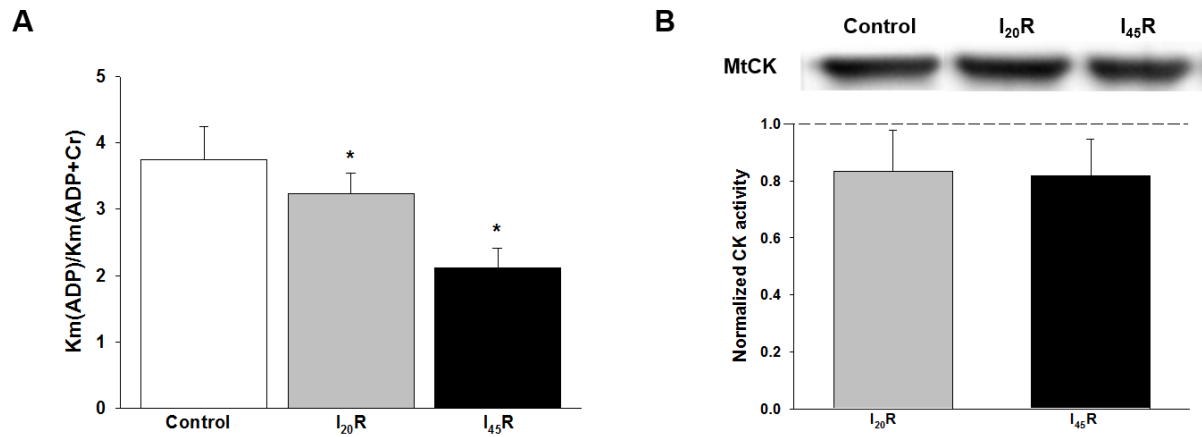 A
Km(ADP)/Km(ADP+Cr)
5
4
3
2
1
0
*
*
Control
I₂₀R
I₄₅R
B
Control
I₂₀R
I₄₅R
MtCK
Normalized CK activity
1.0
0.8
0.6
0.4
0.2
0.0
I₂₀R
I₄₅R